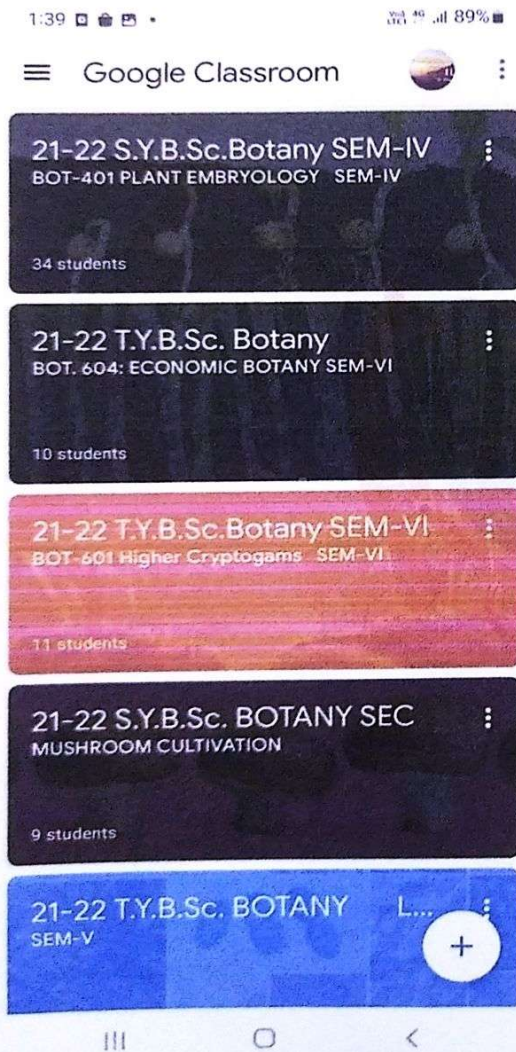 1:39
89%
Google Classroom
21-22 S.Y.B.Sc.Botany SEM-IV
BOT-401 PLANT EMBRYOLOGY SEM-IV
34 students
21-22 T.Y.B.Sc. Botany
BOT. 604: ECONOMIC BOTANY SEM-VI
10 students
21-22 T.Y.B.Sc.Botany SEM-VI
BOT-601 Higher Cryptogams SEM-VI
11 students
21-22 S.Y.B.Sc. BOTANY SEC
MUSHROOM CULTIVATION
9 students
21-22 T.Y.B.Sc. BOTANY L...
SEM-V
+